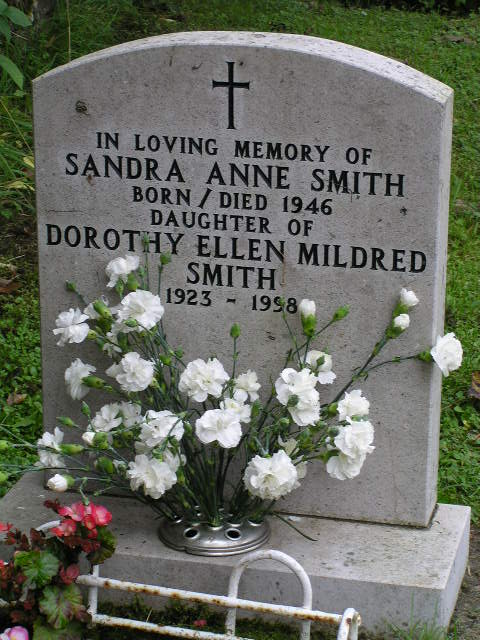 IN LOVING MEMORY OF
SANDRA ANNE SMITH
BORN / DIED 1946
DAUGHTER OF
DOROTHY ELLEN MILDRED
SMITH
1923 - 1998